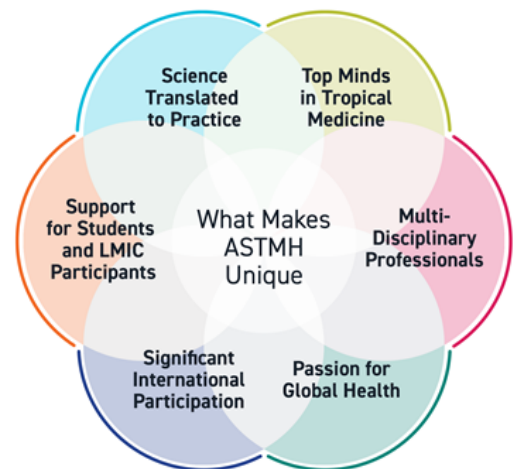 Science
Translated
to Practice
Top Minds
in Tropical
Medicine
Support
for Students
and LMIC
Participants
What Makes
ASTMH
Unique
Multi-
Disciplinary
Professionals
Significant
International
Participation
Passion for
Global Health